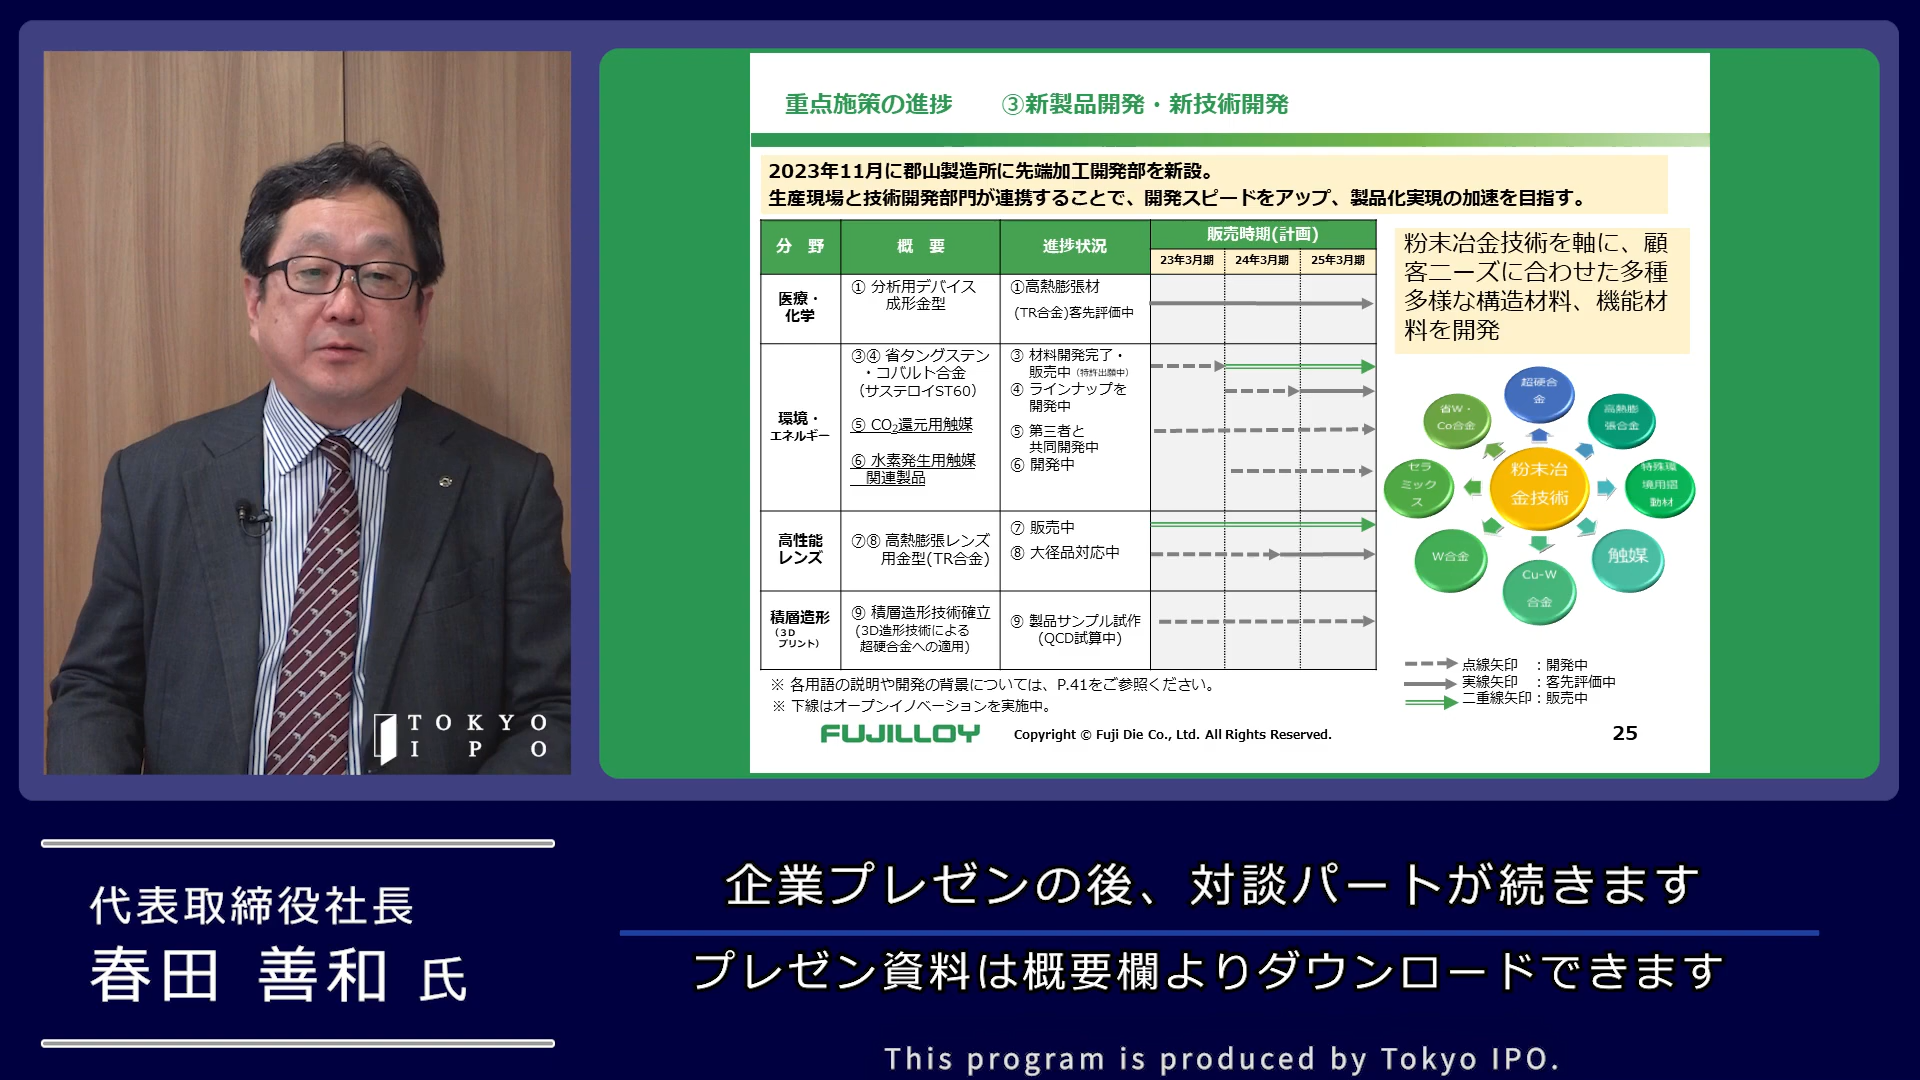 重点施策の進捗　　③新製品開発・新技術開発
2023年11月に郡山製造所に先端加工開発部を新設。
生産現場と技術開発部門が連携することで、開発スピードをアップ、製品化実現の加速を目指す。
分　野
概　要
進捗状況
販売時期(計画)
23年3月期
24年3月期
25年3月期
医療・
化学
① 分析用デバイス
成形金型
①高熱膨張材
(TR合金)客先評価中
環境・
エネルギー
③④ 省タングステン
・コバルト合金
（サステロイST60）
⑤ CO₂還元用触媒
⑥ 水素発生用触媒
関連製品
③ 材料開発完了・
販売中（特許出願中）
④ ラインナップを
開発中
⑤ 第三者と
共同開発中
⑥ 開発中
高性能
レンズ
⑦⑧ 高熱膨張レンズ
用金型(TR合金)
⑦ 販売中
⑧ 大径品対応中
積層造形
（３D
プリント）
⑨ 積層造形技術確立
(3D造形技術による
超硬合金への適用)
⑨ 製品サンプル試作
(QCD試算中)
※ 各用語の説明や開発の背景については、P.41をご参照ください。
※ 下線はオープンイノベーションを実施中。
粉末冶金技術を軸に、顧
客ニーズに合わせた多種
多様な構造材料、機能材
料を開発
超硬合
金
高熱膨
張合金
特殊環
境用摺
動材
触媒
Cu-W
合金
W合金
セラ
ミック
ス
省W・
Co合金
粉末冶
金技術
点線矢印　：開発中
実線矢印　：客先評価中
二重線矢印：販売中
FUJILLOY
Copyright © Fuji Die Co., Ltd. All Rights Reserved.
25
TOKYO
IPO
代表取締役社長
春田 善和 氏
企業プレゼンの後、対談パートが続きます
プレゼン資料は概要欄よりダウンロードできます
This program is produced by Tokyo IPO.